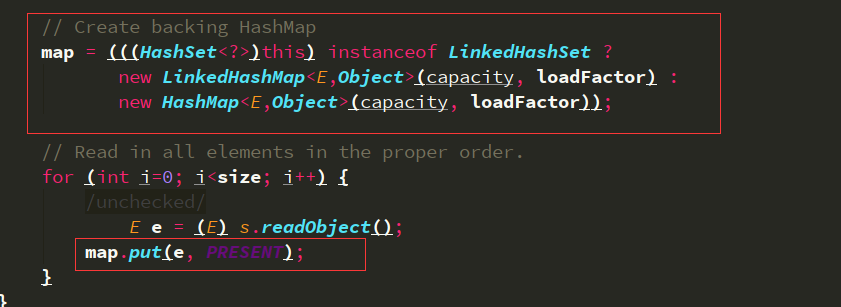 // Create backing HashMap
map = (((HashSet<?>)this) instanceof LinkedHashSet ?
new LinkedHashMap<E,Object>(capacity, loadFactor) :
new HashMap<E,Object>(capacity, loadFactor));
// Read in all elements in the proper order.
for (int i=0; i<size; i++) {
/unchecked/
E e = (E) s.readObject();
map.put(e, PRESENT);
}
}